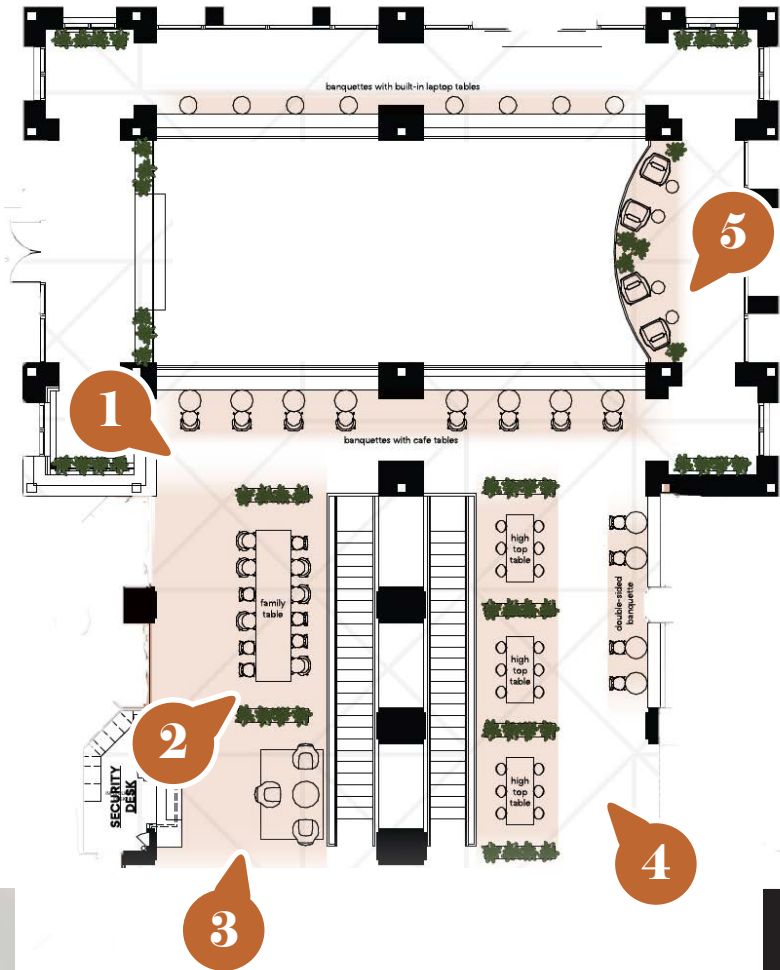 banquettes with built-in laptop tables
5
1
banquettes with cafe tables
high
top
table
family
table
double-sided
banquette
high
top
table
2
SECURITY
DESK
high
top
table
4
3